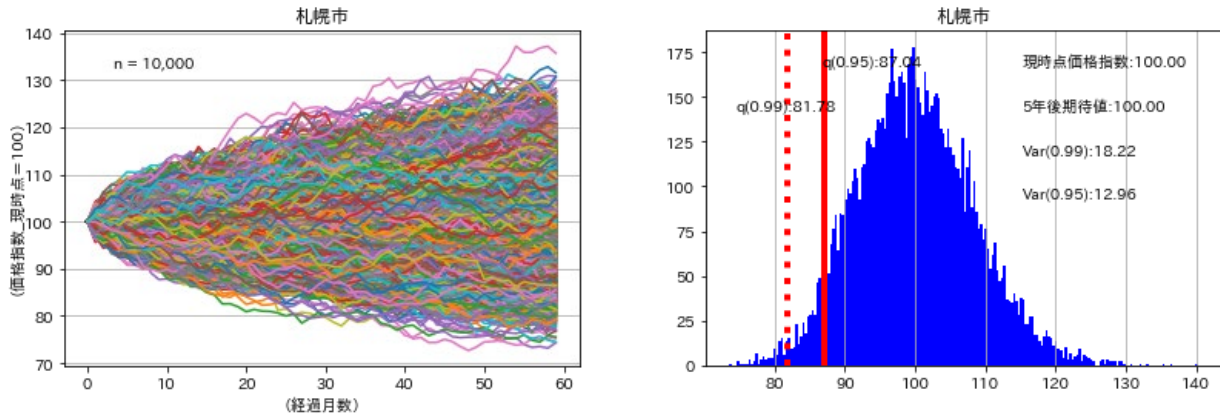 札幌市
140
130
120
110
100
90
80
70
n = 10,000
(価格指数_現時点=100)
0 10 20 30 40 50 60
(経過月数)
札幌市
175
150
125
100
75
50
25
0
q(0.95):87.04
q(0.99):81.78
現時点価格指数:100.00
5年後期待値:100.00
Var(0.99):18.22
Var(0.95):12.96
80 90 100 110 120 130 140